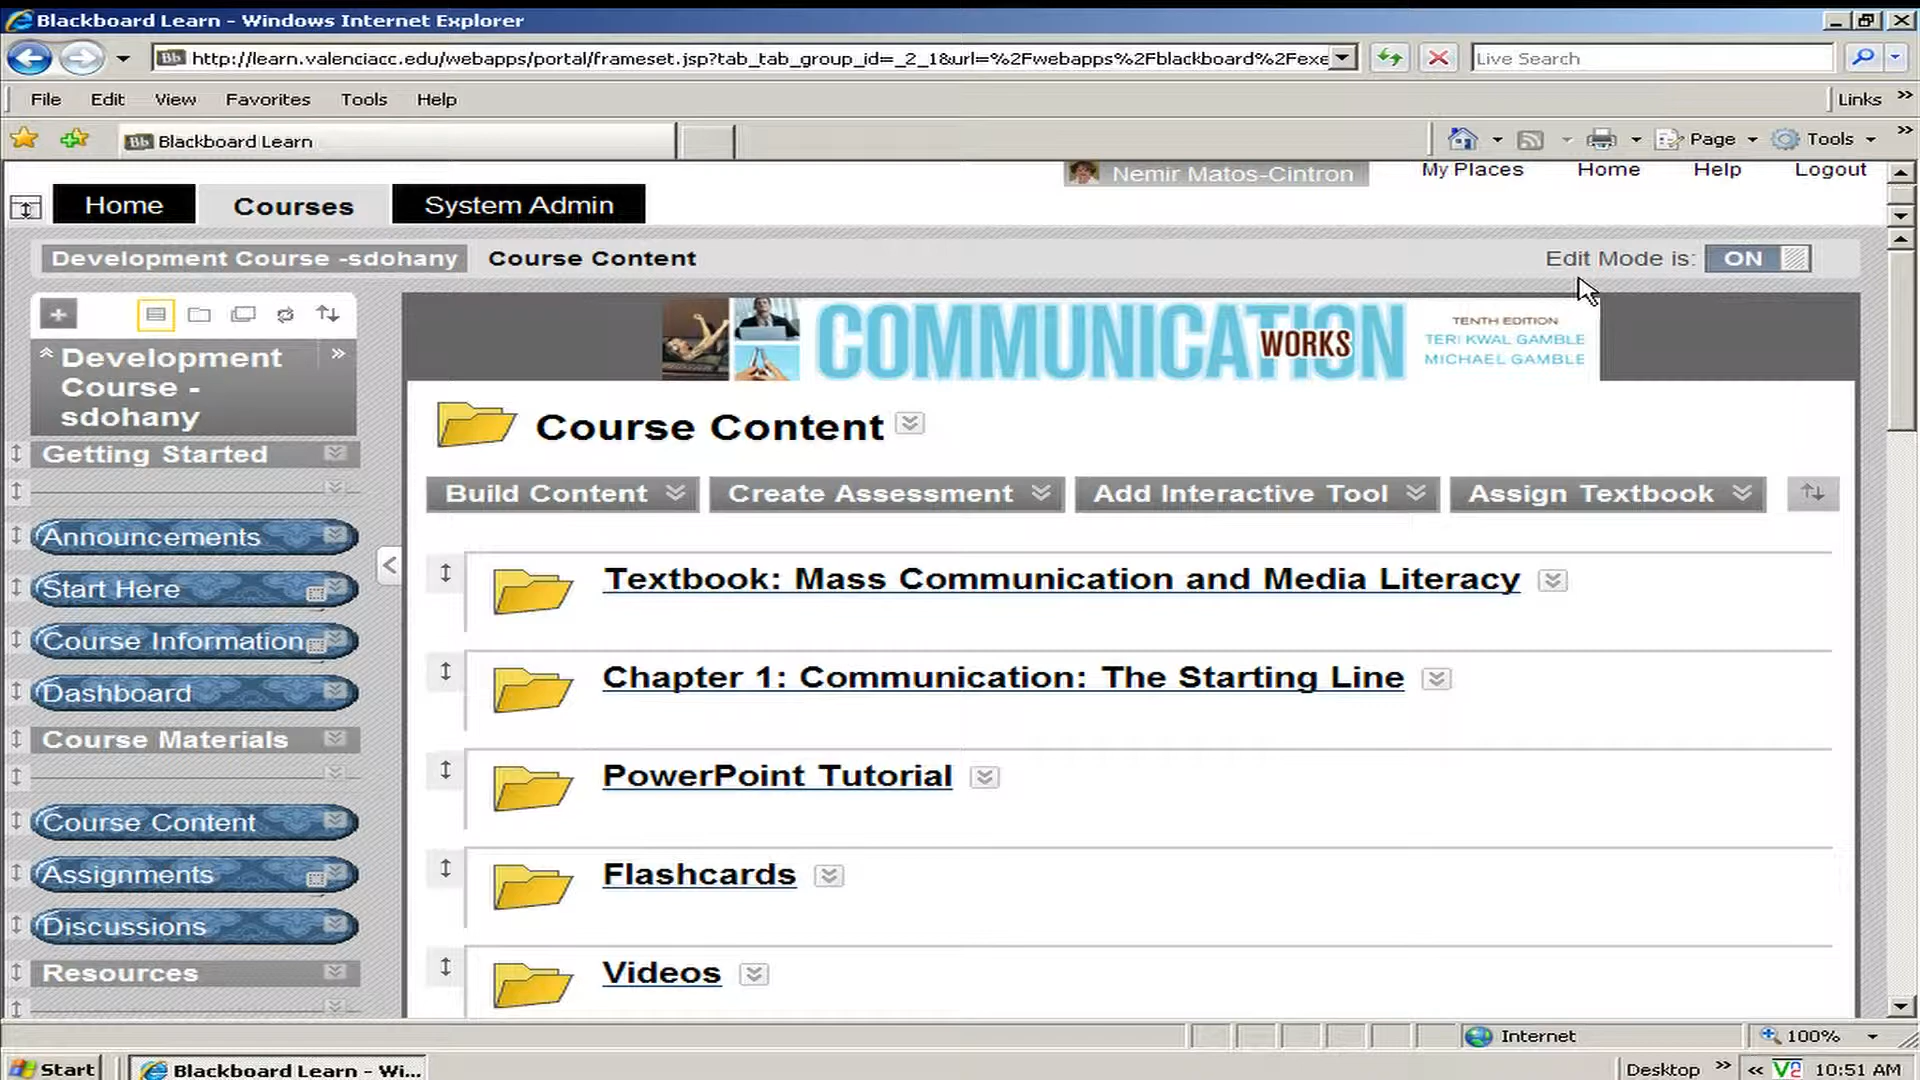 Blackboard Learn - Windows Internet Explorer
Bb http://learn.valenciacc.edu/webapps/portal/frameset.jsp?tab_tab_group_id=_2_1&url=%2Fwebapps%2Fblackboard%2Fexe
Live Search
File Edit View Favorites Tools Help
Links »
Bb Blackboard Learn
Page Tools »
Nemir Matos-Cintron My Places Home Help Logout
Home Courses System Admin
Development Course -sdohany Course Content
Edit Mode is: ON
COMMUNICATION
WORKS
TENTH EDITION
TERI KWAL GAMBLE
MICHAEL GAMBLE
Development
Course -
sdohany
Getting Started
Announcements
Start Here
Course Information
Dashboard
Course Materials
Course Content
Assignments
Discussions
Resources
Course Content
Build Content Create Assessment Add Interactive Tool Assign Textbook
Textbook: Mass Communication and Media Literacy
Chapter 1: Communication: The Starting Line
PowerPoint Tutorial
Flashcards
Videos
Internet 100%
Start Blackboard Learn - Wi... Desktop » « V2 10:51 AM